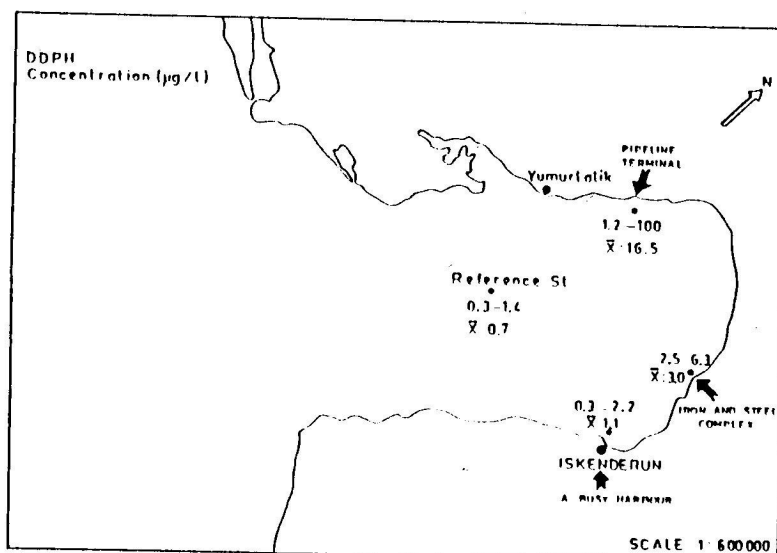 DDPH
Concentration (µg/l)
N
PIPELINE
TERMINAL
Yumurtalik
1.2-100
X̄:16.5
Reference St
0.3-1.4
X̄ 0.7
2.5 6.3
X̄:3.0
IRON AND STEEL
COMPLEX
0.3 - 2.2
X̄ 1.1
ISKENDERUN
A BUSY HARBOUR
SCALE 1: 600000